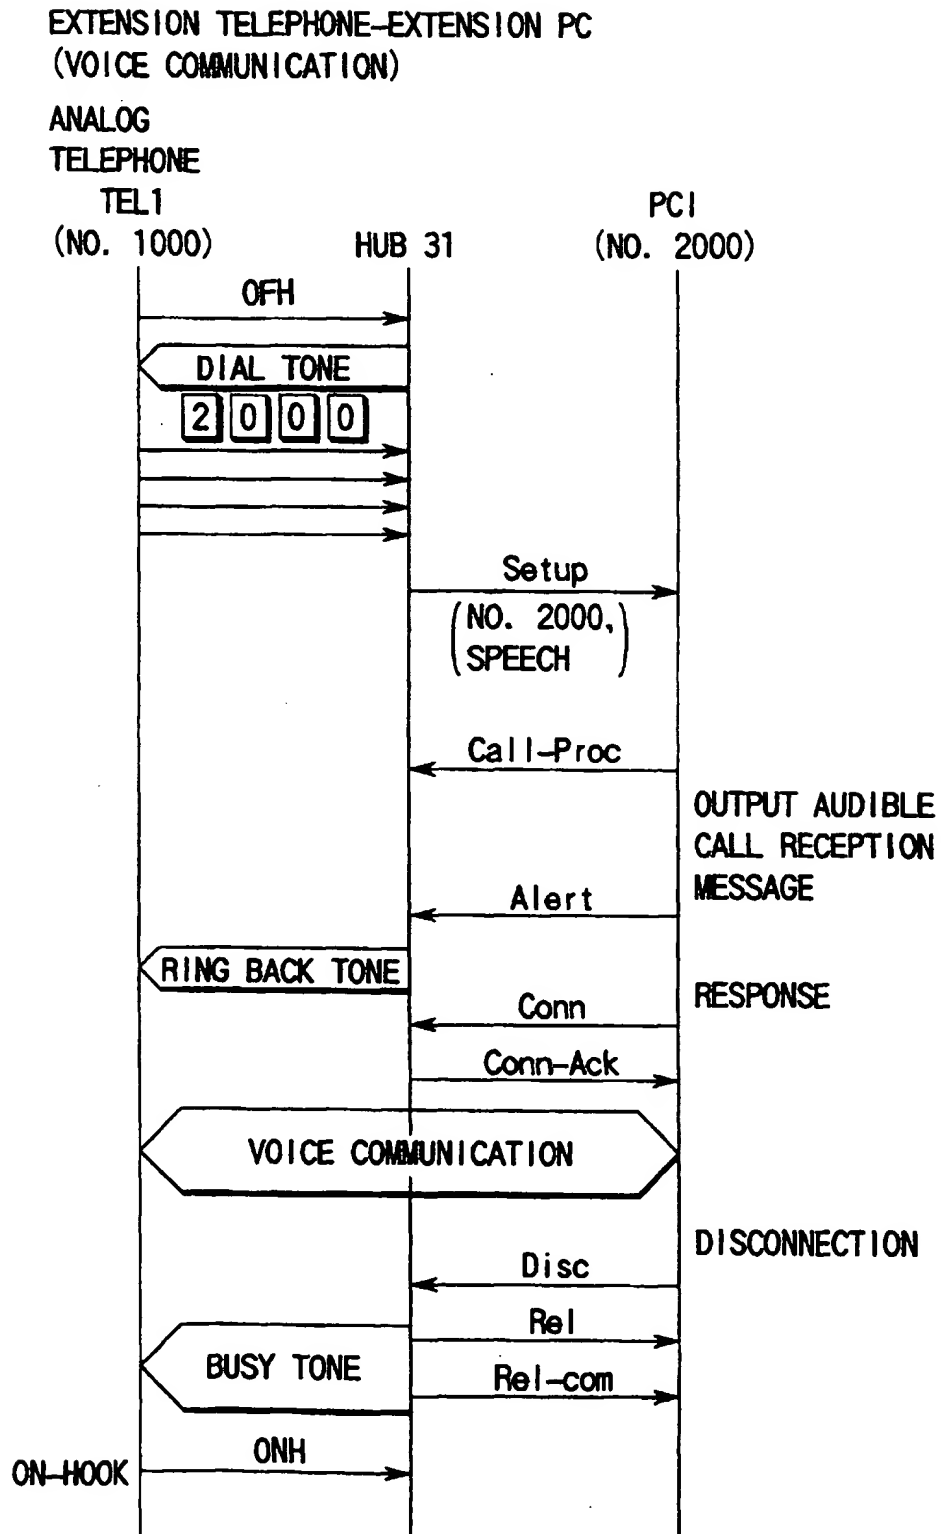 EXTENSION TELEPHONE-EXTENSION PC
(VOICE COMMUNICATION)
ANALOG
TELEPHONE
TEL1
(NO. 1000)
HUB 31
PC1
(NO. 2000)
OFH
DIAL TONE
2 0 0 0
Setup
(NO. 2000,
SPEECH)
Call-Proc
OUTPUT AUDIBLE
CALL RECEPTION
MESSAGE
Alert
RING BACK TONE
RESPONSE
Conn
Conn-Ack
VOICE COMMUNICATION
DISCONNECTION
Disc
Rel
BUSY TONE
Rel-com
ONH
ON-HOOK